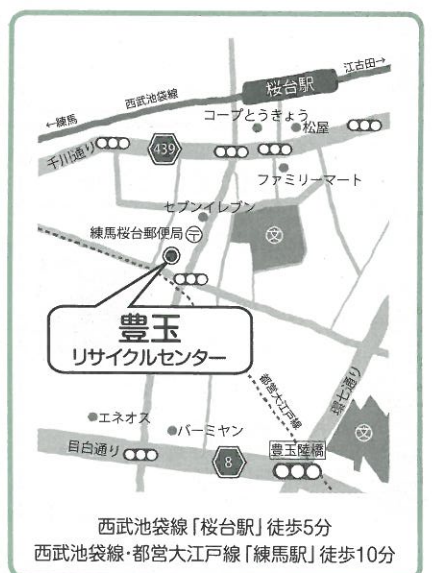 桜台駅
江古田→
西武池袋線
←練馬
コープとうきょう
松屋
千川通り
439
ファミリーマート
セブンイレブン
文
練馬桜台郵便局〒
豊玉
リサイクルセンター
都営大江戸線
環七通り
エネオス
バーミヤン
文
目白通り
8
豊玉陸橋
西武池袋線「桜台駅」徒歩5分
西武池袋線・都営大江戸線「練馬駅」徒歩10分